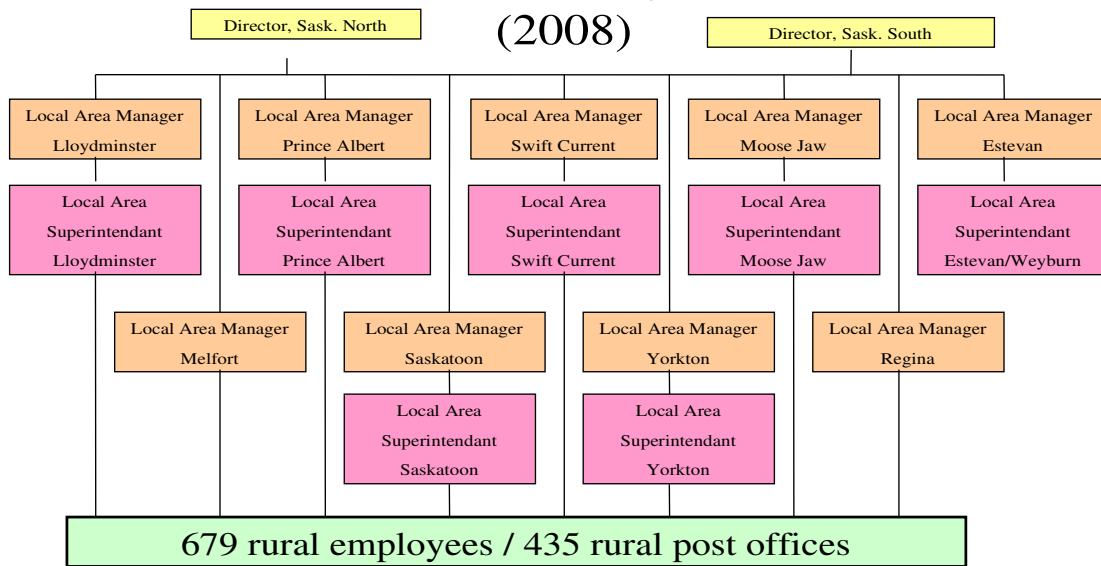 (2008)
Director, Sask. North
Director, Sask. South
Local Area Manager
Lloydminster
Local Area Manager
Prince Albert
Local Area Manager
Swift Current
Local Area Manager
Moose Jaw
Local Area Manager
Estevan
Local Area
Superintendant
Lloydminster
Local Area
Superintendant
Prince Albert
Local Area
Superintendant
Swift Current
Local Area
Superintendant
Moose Jaw
Local Area
Superintendant
Estevan/Weyburn
Local Area Manager
Melfort
Local Area Manager
Saskatoon
Local Area Manager
Yorkton
Local Area Manager
Regina
Local Area
Superintendant
Saskatoon
Local Area
Superintendant
Yorkton
679 rural employees / 435 rural post offices